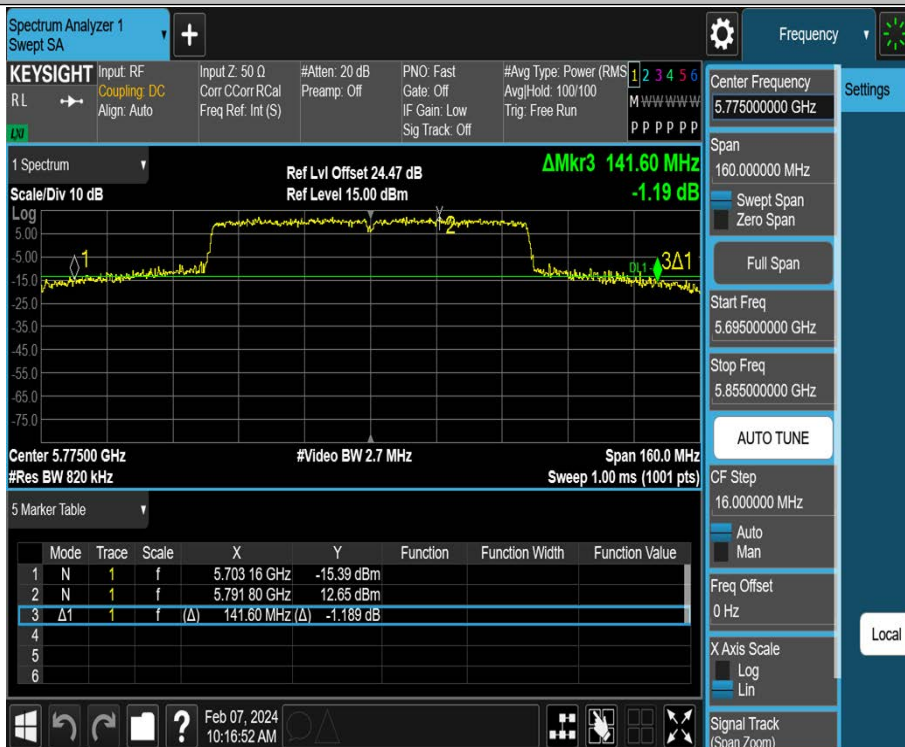 Spectrum Analyzer 1
Swept SA
+
Frequency
KEYSIGHT
RL
LXI
Input: RF
Coupling: DC
Align: Auto
Input Z: 50 Ω
Corr CCorr RCal
Freq Ref: Int (S)
#Atten: 20 dB
Preamp: Off
PNO: Fast
Gate: Off
IF Gain: Low
Sig Track: Off
#Avg Type: Power (RMS
Avg|Hold: 100/100
Trig: Free Run
1 2 3 4 5 6
M W W W W W
P P P P P P
1 Spectrum
Scale/Div 10 dB
Ref Lvl Offset 24.47 dB
Ref Level 15.00 dBm
ΔMkr3 141.60 MHz
-1.19 dB
Log
5.00
-5.00
-15.0
-25.0
-35.0
-45.0
-55.0
-65.0
-75.0
1
2
DL1
3Δ1
Center 5.77500 GHz
#Video BW 2.7 MHz
Span 160.0 MHz
#Res BW 820 kHz
Sweep 1.00 ms (1001 pts)
5 Marker Table
Mode Trace Scale X Y Function Function Width Function Value
1 N 1 f 5.703 16 GHz -15.39 dBm
2 N 1 f 5.791 80 GHz 12.65 dBm
3 Δ1 1 f (Δ) 141.60 MHz (Δ) -1.189 dB
4
5
6
?
Feb 07, 2024
10:16:52 AM
Center Frequency
5.775000000 GHz
Span
160.000000 MHz
Swept Span
Zero Span
Full Span
Start Freq
5.695000000 GHz
Stop Freq
5.855000000 GHz
AUTO TUNE
CF Step
16.000000 MHz
Auto
Man
Freq Offset
0 Hz
X Axis Scale
Log
Lin
Signal Track
(Span Zoom)
Settings
Local